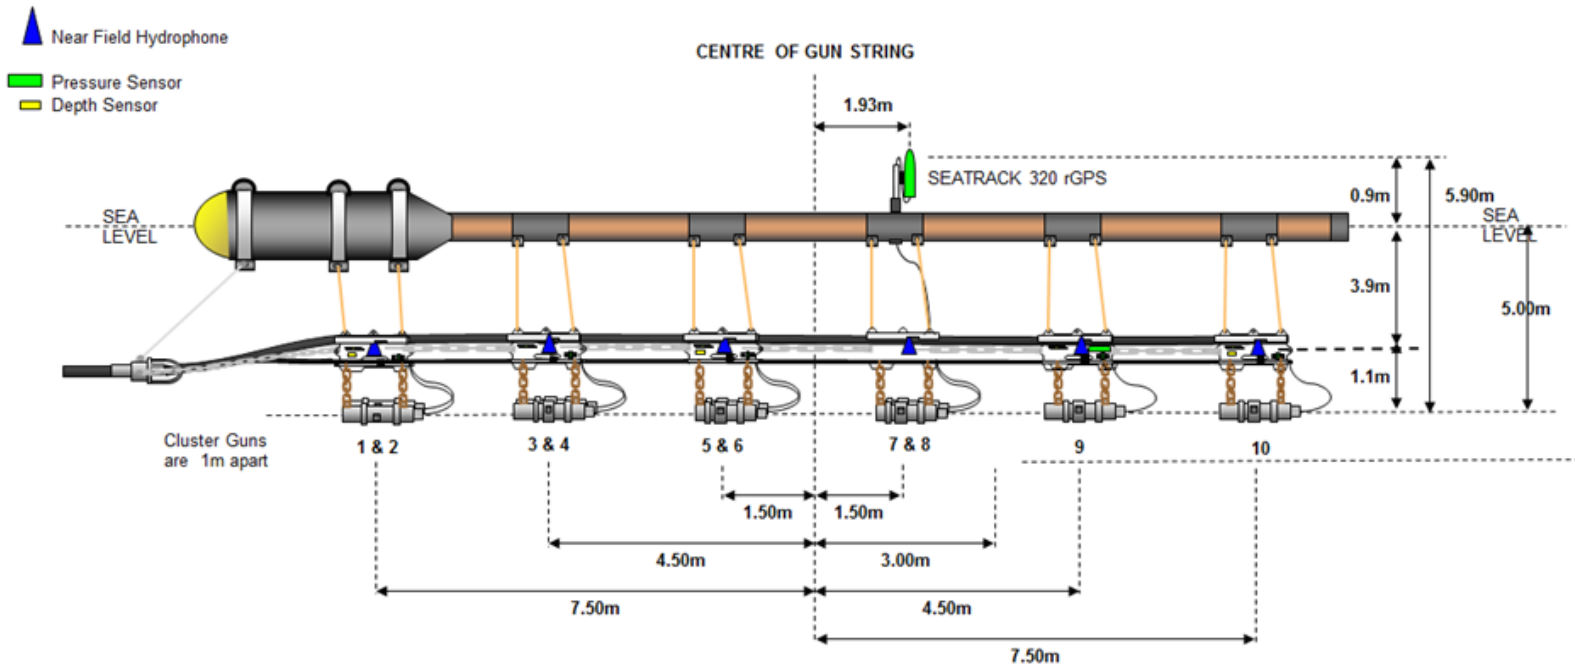 Near Field Hydrophone
Pressure Sensor
Depth Sensor
CENTRE OF GUN STRING
1.93m
SEATRACK 320 rGPS
0.9m
5.90m
SEA
LEVEL
SEA
LEVEL
3.9m
5.00m
1.1m
Cluster Guns
are 1m apart
1 & 2
3 & 4
5 & 6
7 & 8
9
10
1.50m
1.50m
4.50m
3.00m
7.50m
4.50m
7.50m